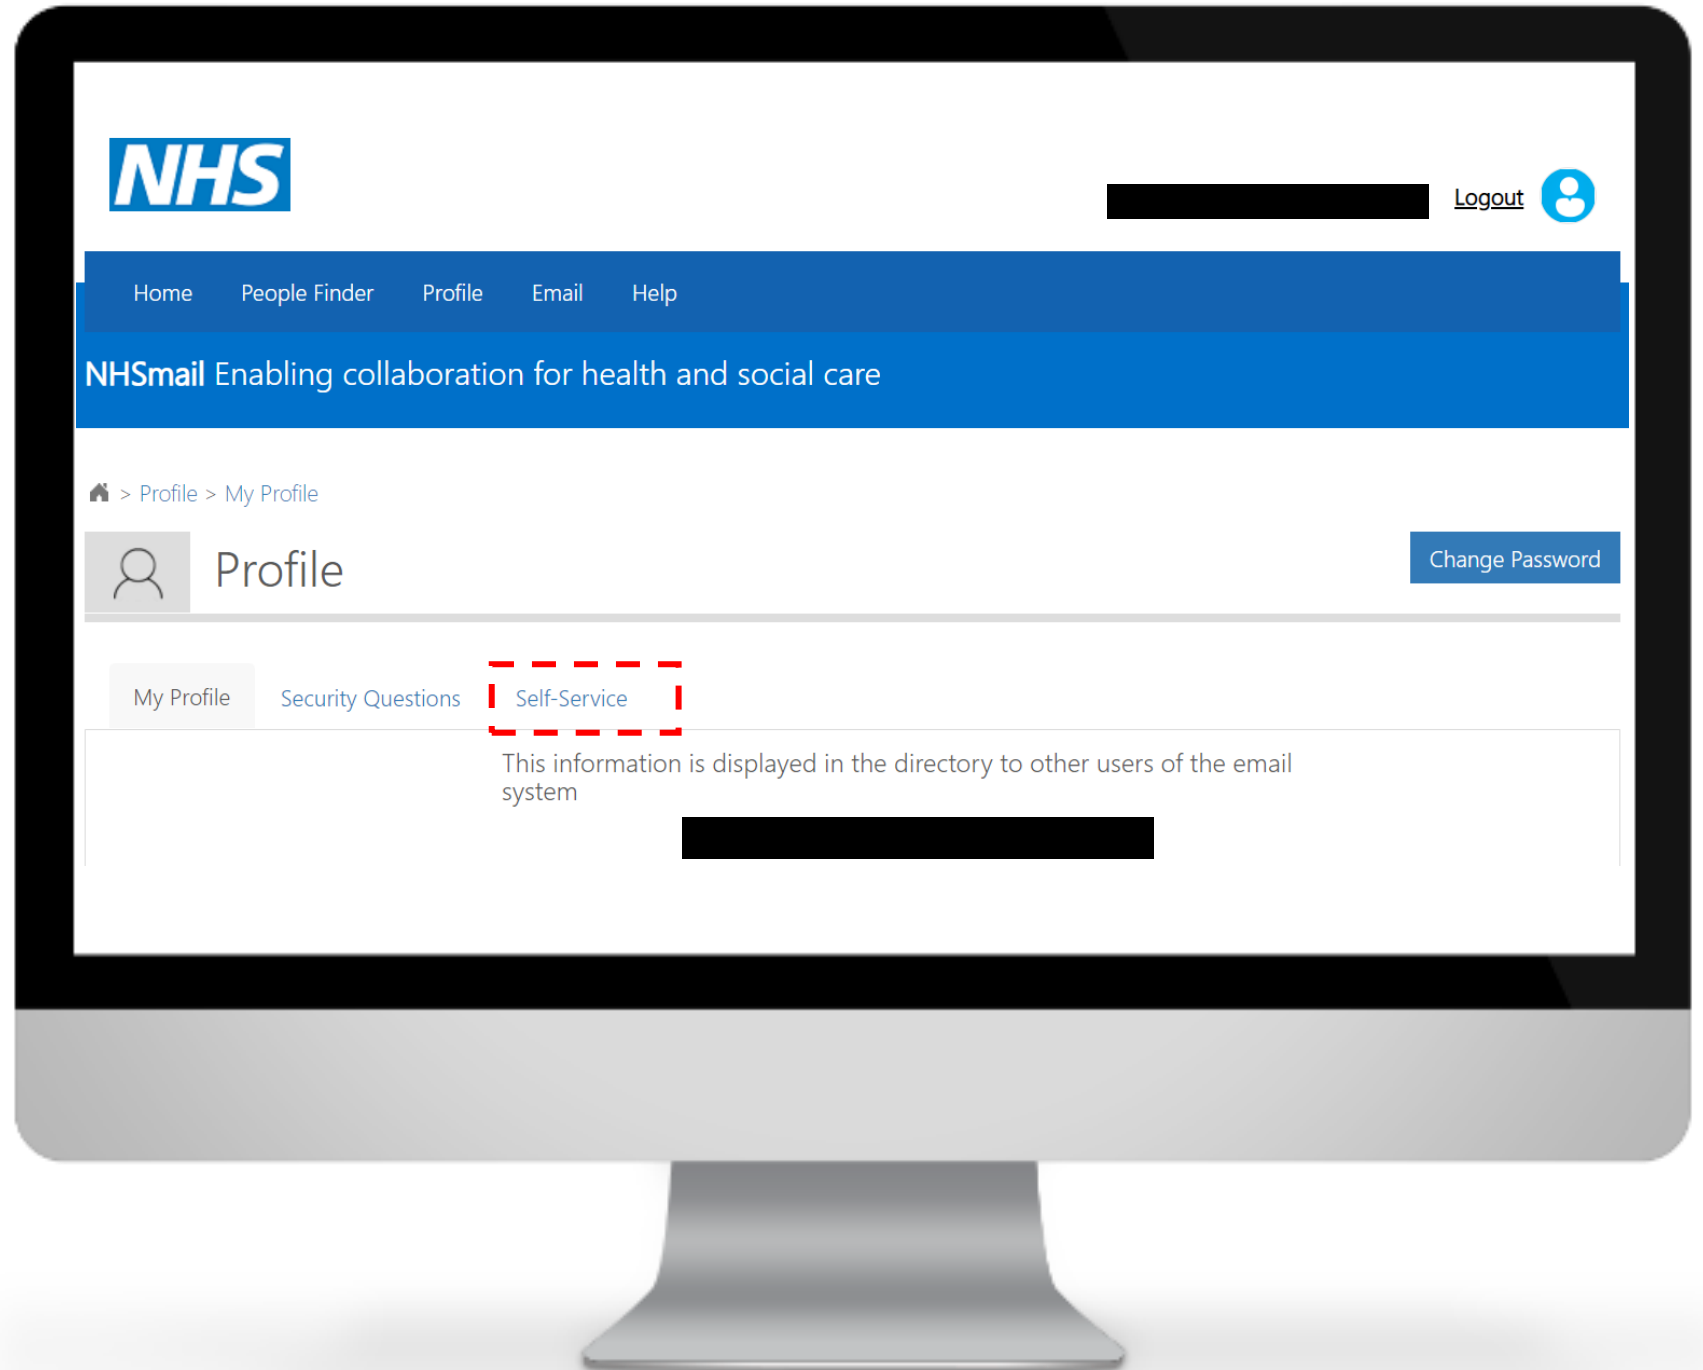 NHS
Logout
Home People Finder Profile Email Help
NHSmail Enabling collaboration for health and social care
> Profile > My Profile
Profile
Change Password
My Profile Security Questions Self-Service
This information is displayed in the directory to other users of the email
system